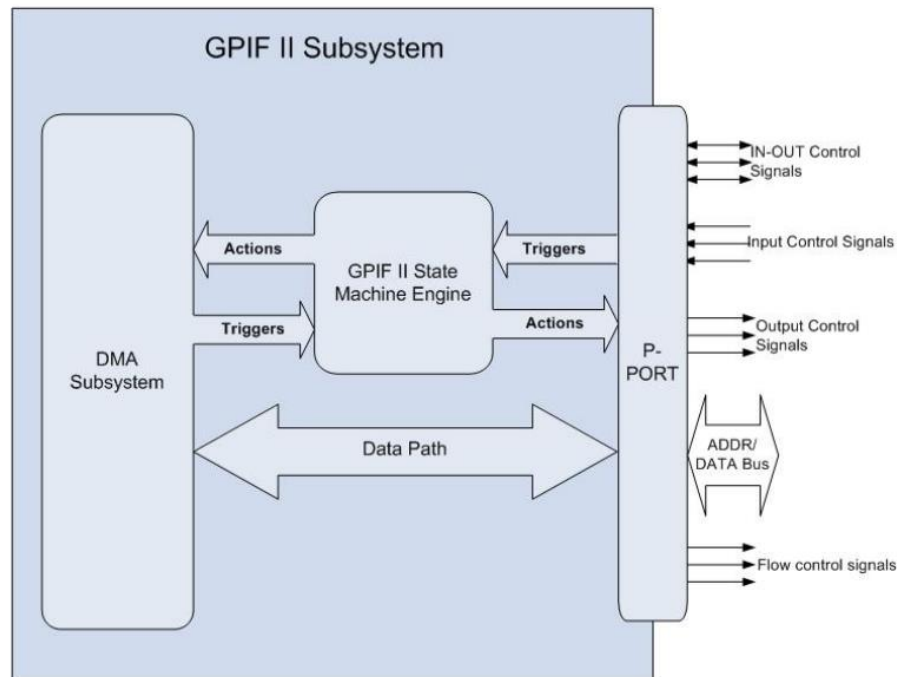 GPIF II Subsystem
DMA
Subsystem
Actions
Triggers
GPIF II State
Machine Engine
Triggers
Actions
Data Path
P-
PORT
IN-OUT Control
Signals
Input Control Signals
Output Control
Signals
ADDR/
DATA Bus
Flow control signals